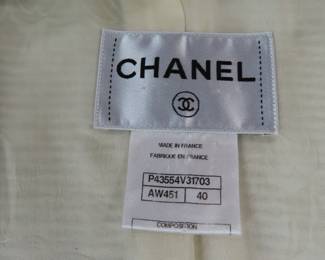 CHANEL
MADE IN FRANCE
FABRIQUE EN FRANCE
P43554V31703
AW451 40
COMPOSITION